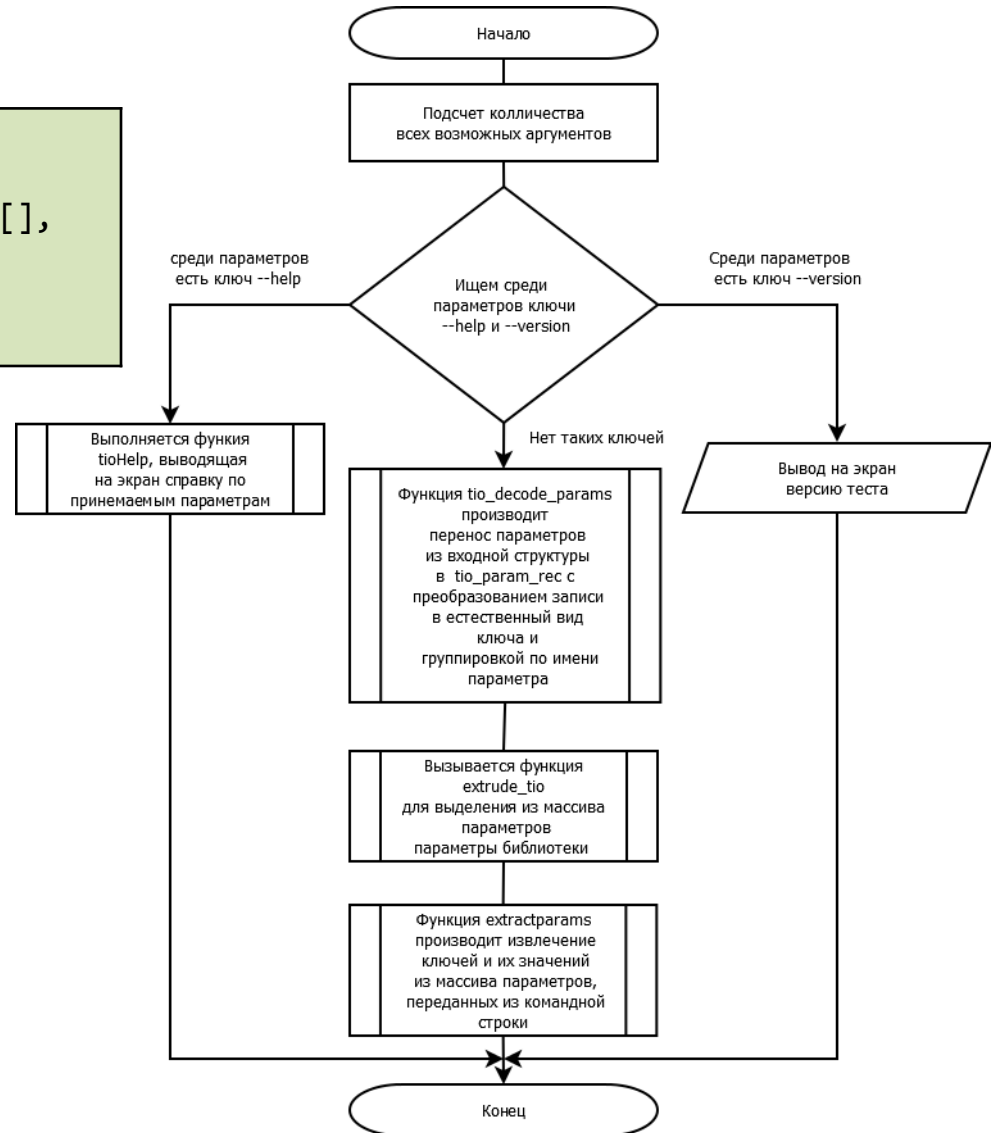 Начало
Подсчет колличества
всех возможных аргументов
[],
среди параметров
есть ключ --help
Ищем среди
параметров ключи
--help и --version
Среди параметров
есть ключ --version
Выполняется функия
tioHelp, выводящая
на экран справку по
принемаемым параметрам
Нет таких ключей
Функция tio_decode_params
производит
перенос параметров
из входной структуры
в tio_param_rec с
преобразованием записи
в естественный вид
ключа и
группировкой по имени
параметра
Вывод на экран
версию теста
Вызывается функция
extrude_tio
для выделения из массива
параметров
параметры библиотеки
Функция extractparams
производит извлечение
ключей и их значений
из массива параметров,
переданных из командной
строки
Конец